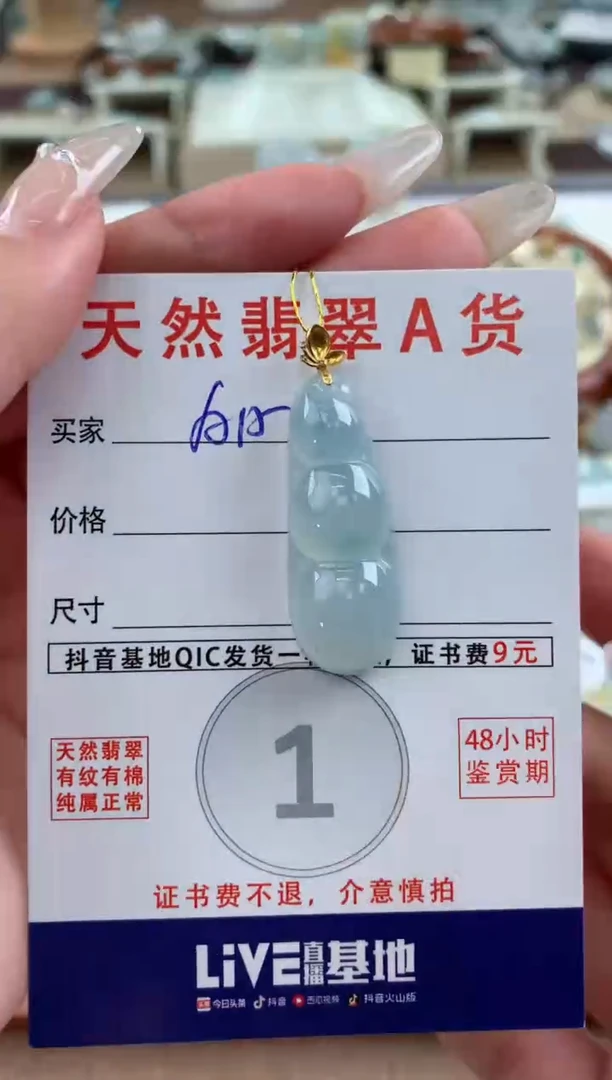 天然翡翠A货
买家
价格
尺寸
抖音基地QIC发货一 ，证书费9元
天然翡翠
有纹有棉
纯属正常
1
48小时
鉴赏期
证书费不退，介意慎拍
LiVE直播基地
头条 今日头条 抖音 西瓜视频 抖音火山版